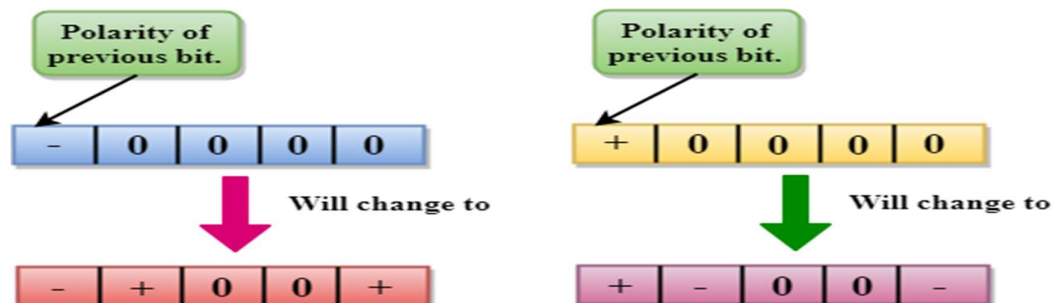 Polarity of
previous bit.
- 0 0 0 0
Will change to
- + 0 0 +
Polarity of
previous bit.
+ 0 0 0 0
Will change to
+ - 0 0 -